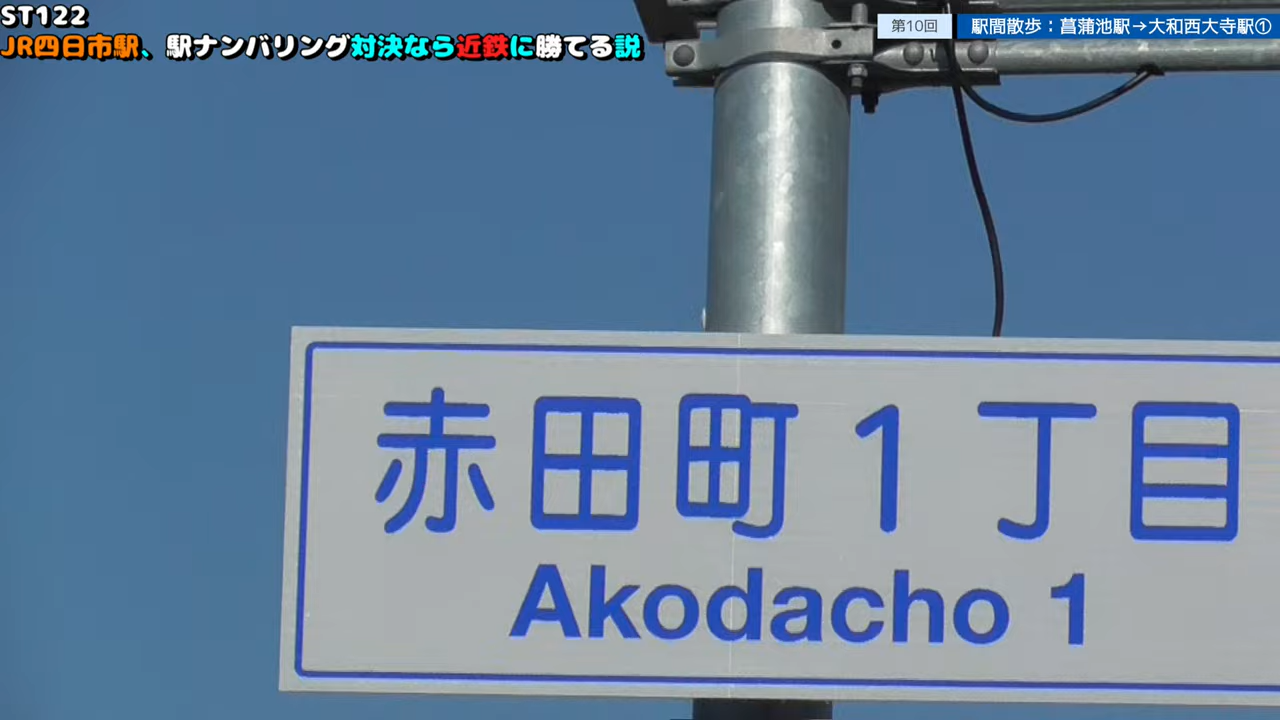 ST122
JR四日市駅、駅ナンバリング対決なら近鉄に勝てる説
第10回
駅間散歩：菖蒲池駅→大和西大寺駅①
赤田町1丁目
Akodacho 1